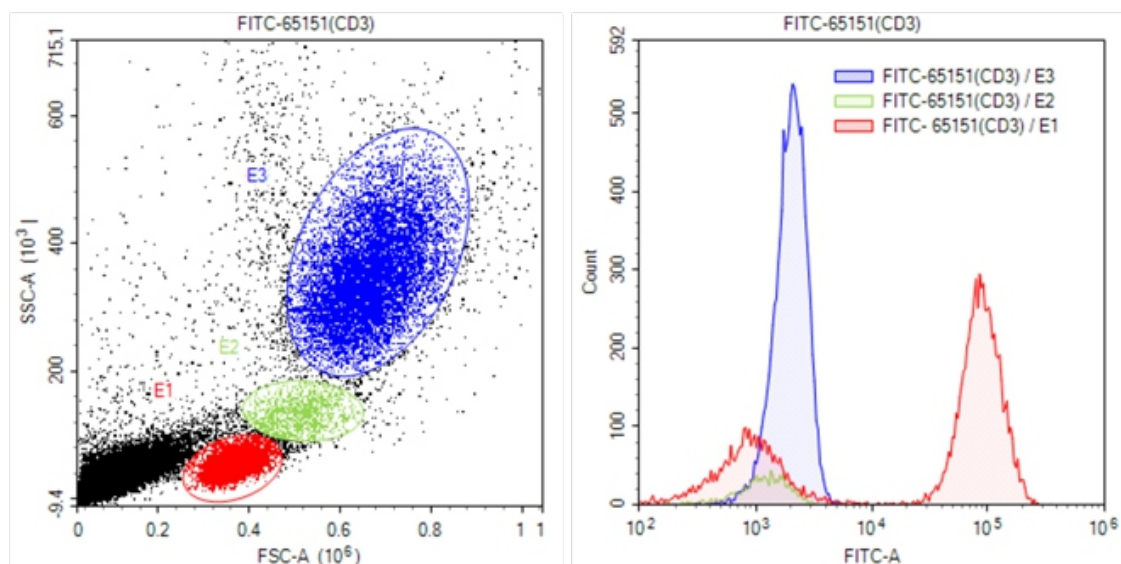 FITC-65151(CD3)
715.1
600
400
200
-9.4
SSC-A (10³)
E3
E2
E1
0 0.2 0.4 0.6 0.8 1 1
FSC-A (10⁶)
FITC-65151(CD3)
592
500
400
300
200
100
0
Count
FITC-65151(CD3) / E3
FITC-65151(CD3) / E2
FITC- 65151(CD3) / E1
10² 10³ 10⁴ 10⁵ 10⁶
FITC-A